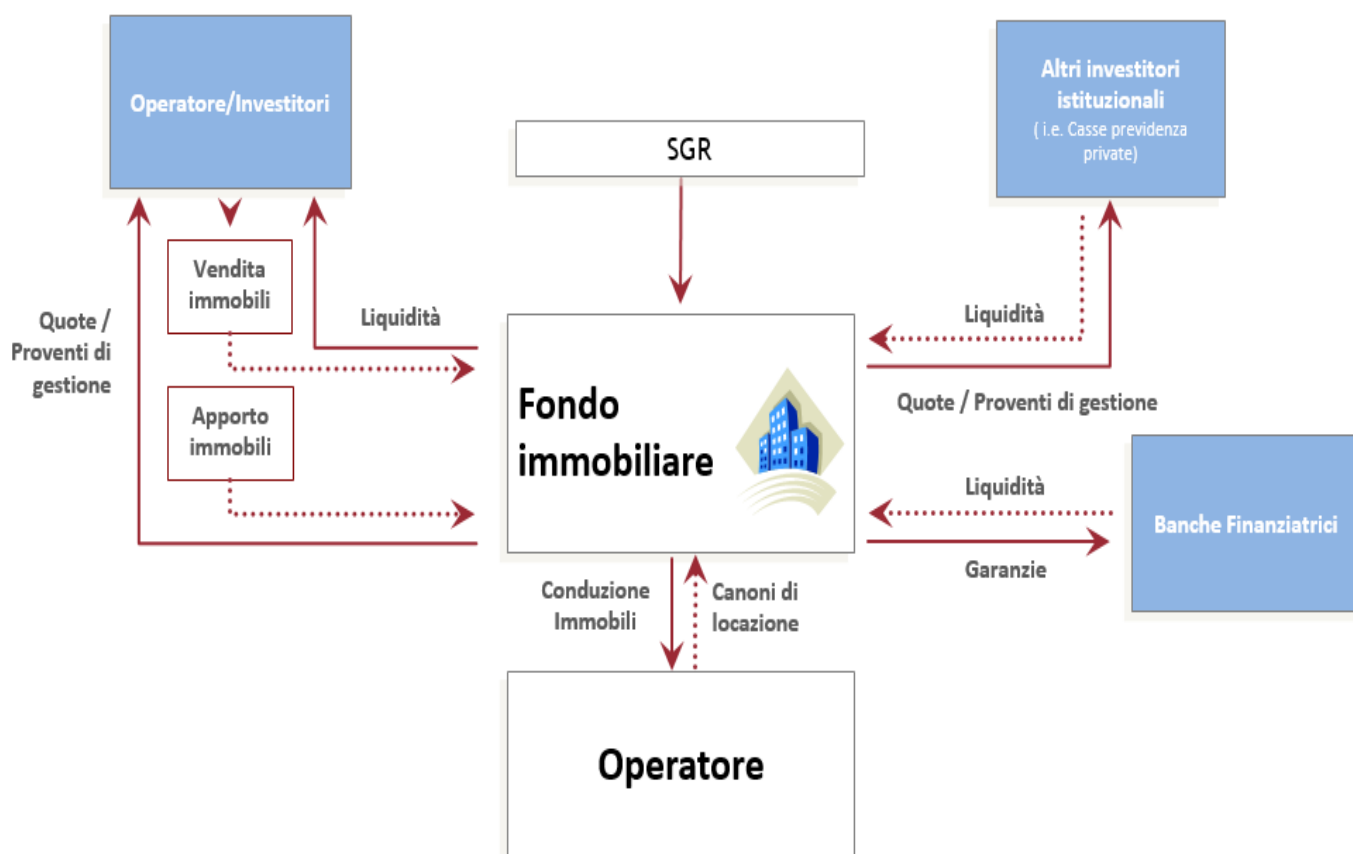 Operatore/Investitori
Altri investitori
istituzionali
( i.e. Casse previdenza
private)
SGR
Vendita
immobili
Quote /
Proventi di
gestione
Liquidità
Liquidità
Apporto
immobili
Fondo
immobiliare
Quote / Proventi di gestione
Liquidità
Banche Finanziatrici
Garanzie
Conduzione
Immobili
Canoni di
locazione
Operatore